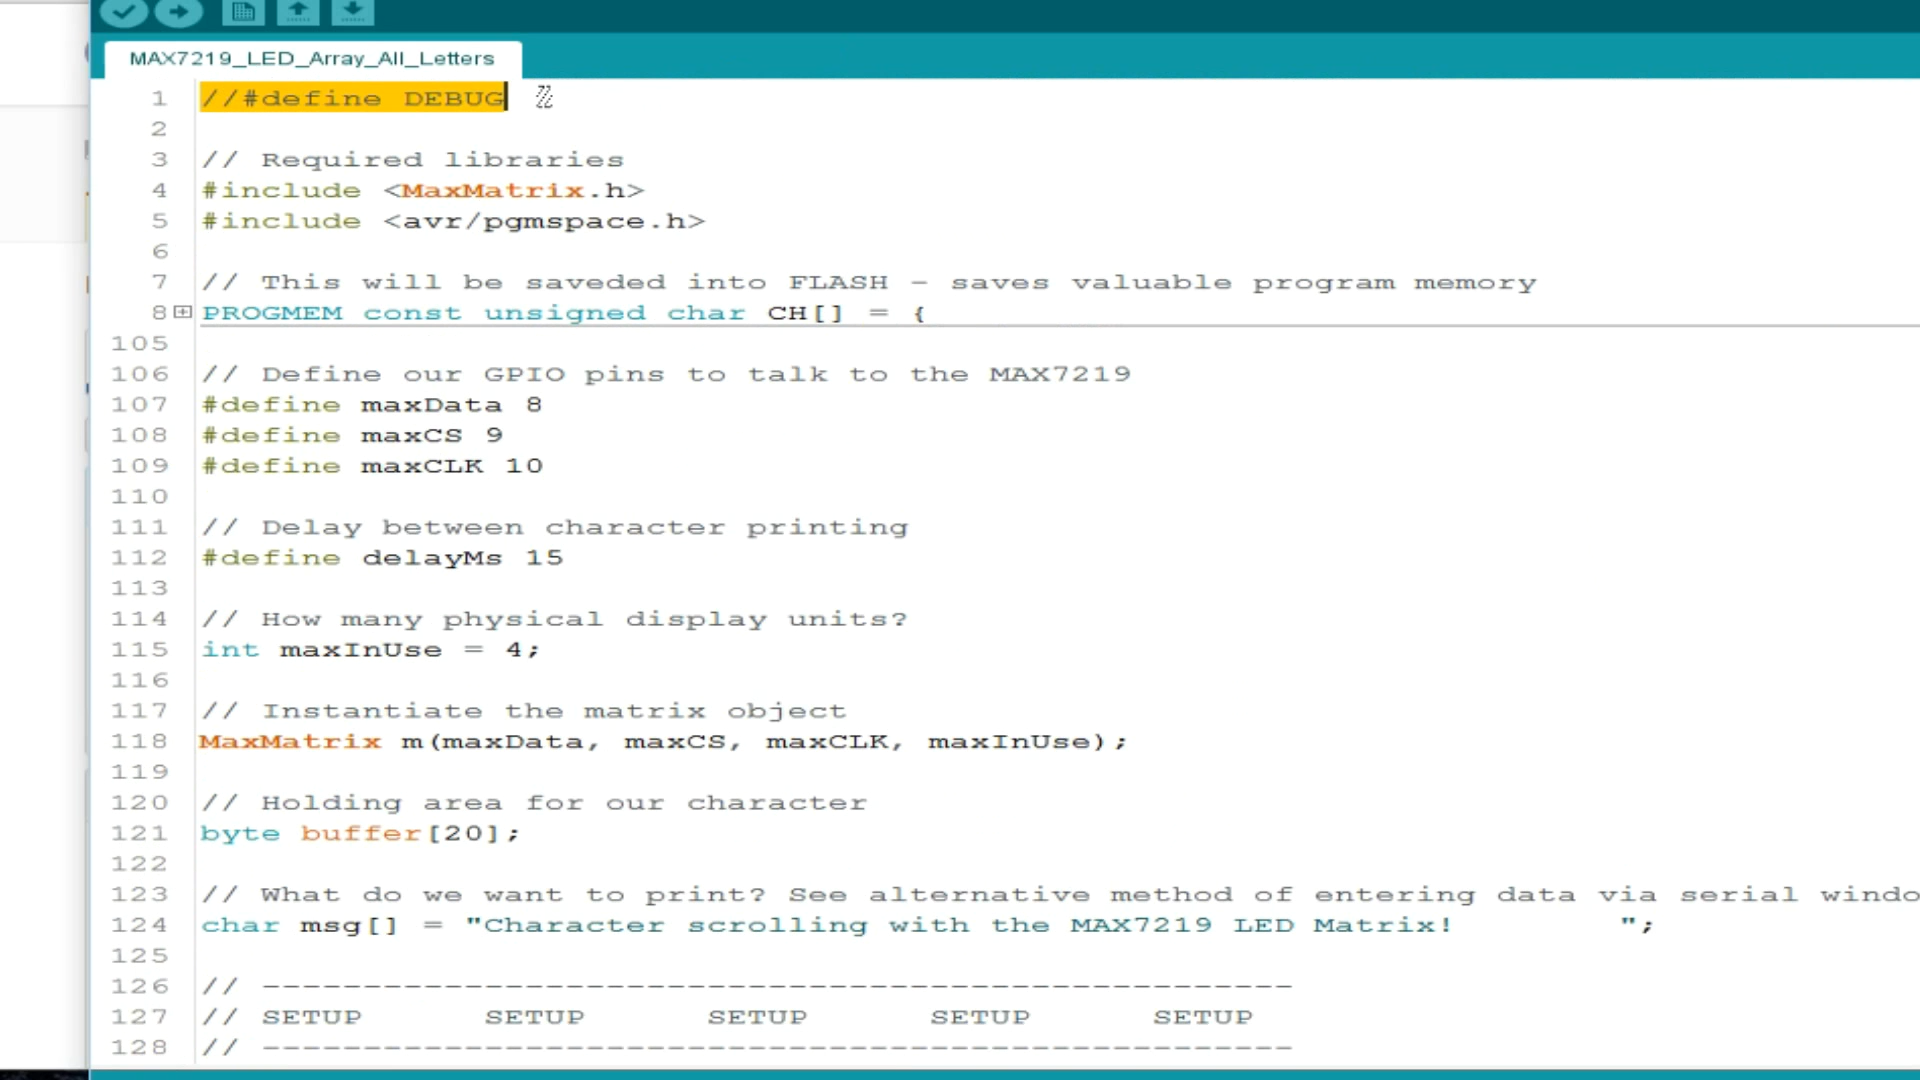 MAX7219_LED_Array_All_Letters
1 //#define DEBUG
2
3 // Required libraries
4 #include <MaxMatrix.h>
5 #include <avr/pgmspace.h>
6
7 // This will be saveded into FLASH - saves valuable program memory
8 PROGMEM const unsigned char CH[] = {
105
106 // Define our GPIO pins to talk to the MAX7219
107 #define maxData 8
108 #define maxCS 9
109 #define maxCLK 10
110
111 // Delay between character printing
112 #define delayMs 15
113
114 // How many physical display units?
115 int maxInUse = 4;
116
117 // Instantiate the matrix object
118 MaxMatrix m(maxData, maxCS, maxCLK, maxInUse);
119
120 // Holding area for our character
121 byte buffer[20];
122
123 // What do we want to print? See alternative method of entering data via serial windo
124 char msg[] = "Character scrolling with the MAX7219 LED Matrix!        ";
125
126 // ---------------------------------------------------
127 // SETUP      SETUP      SETUP      SETUP      SETUP
128 // ---------------------------------------------------